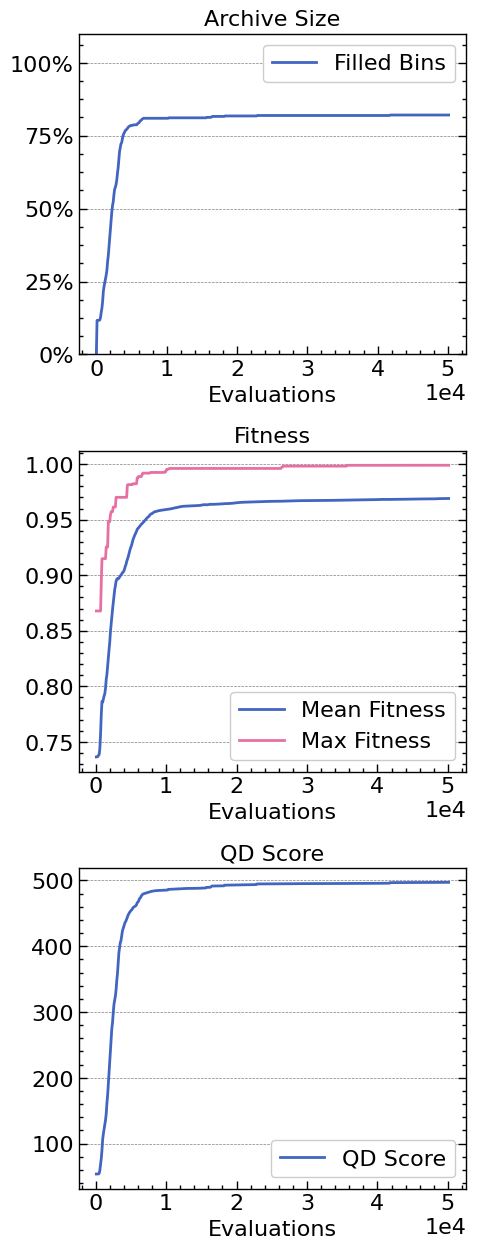 Archive Size
100%
75%
50%
25%
0%
Filled Bins
0 1 2 3 4 5
Evaluations
1e4
Fitness
1.00
0.95
0.90
0.85
0.80
0.75
Mean Fitness
Max Fitness
0 1 2 3 4 5
Evaluations
1e4
QD Score
500
400
300
200
100
QD Score
0 1 2 3 4 5
Evaluations
1e4